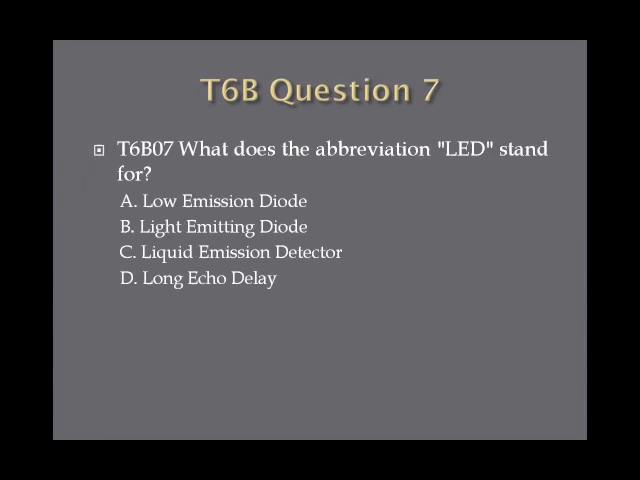 T6B Question 7
T6B07 What does the abbreviation "LED" stand
for?
A. Low Emission Diode
B. Light Emitting Diode
C. Liquid Emission Detector
D. Long Echo Delay